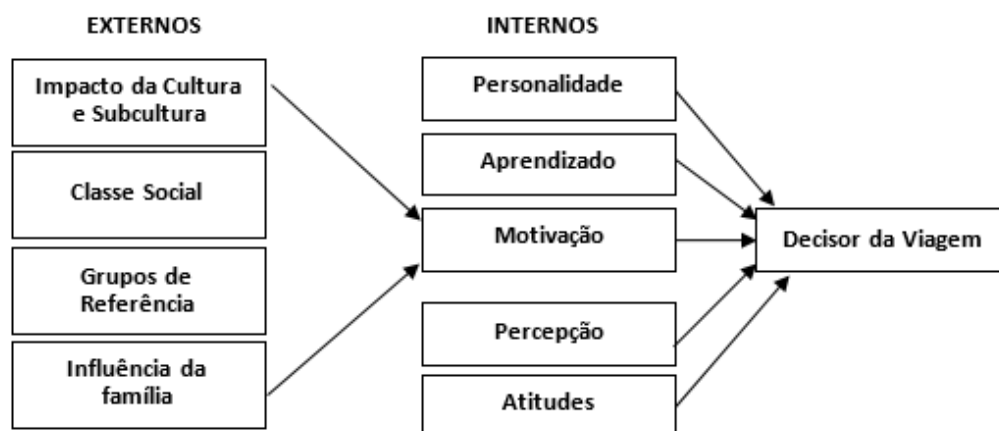 EXTERNOS
Impacto da Cultura
e Subcultura
Classe Social
Grupos de
Referência
Influência da
família
INTERNOS
Personalidade
Aprendizado
Motivação
Percepção
Atitudes
Decisor da Viagem